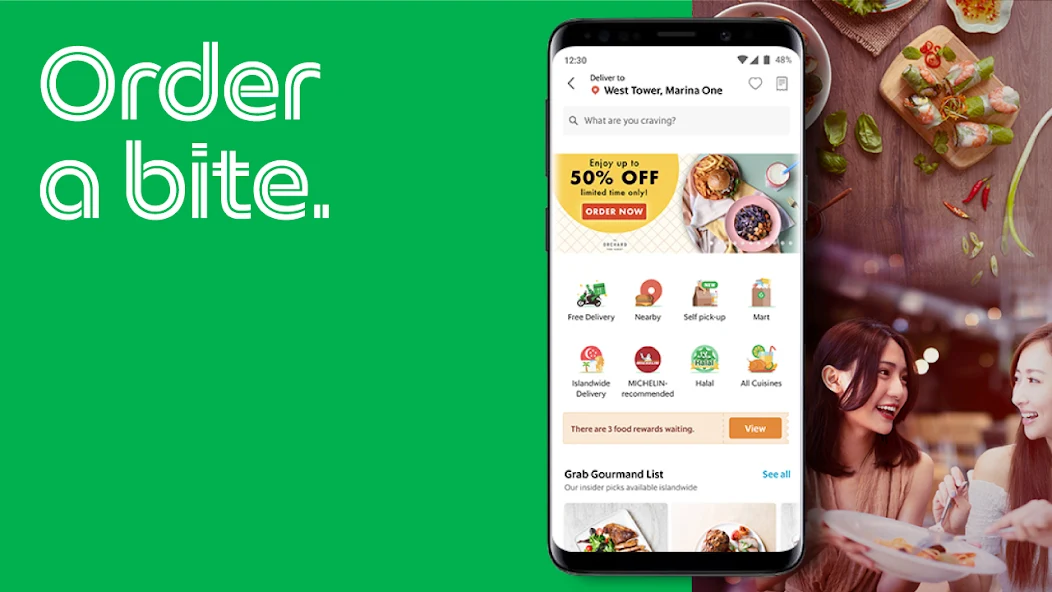 Order
a bite.
12:30
48%
Deliver to
West Tower, Marina One
What are you craving?
Enjoy up to
50% OFF
limited time only!
ORDER NOW
ORCHARD
NEW
Free Delivery
Nearby
Self pick-up
Mart
Halal
Islandwide
Delivery
MICHELIN-
recommended
Halal
All Cuisines
There are 3 food rewards waiting.
View
Grab Gourmand List
See all
Our insider picks available islandwide